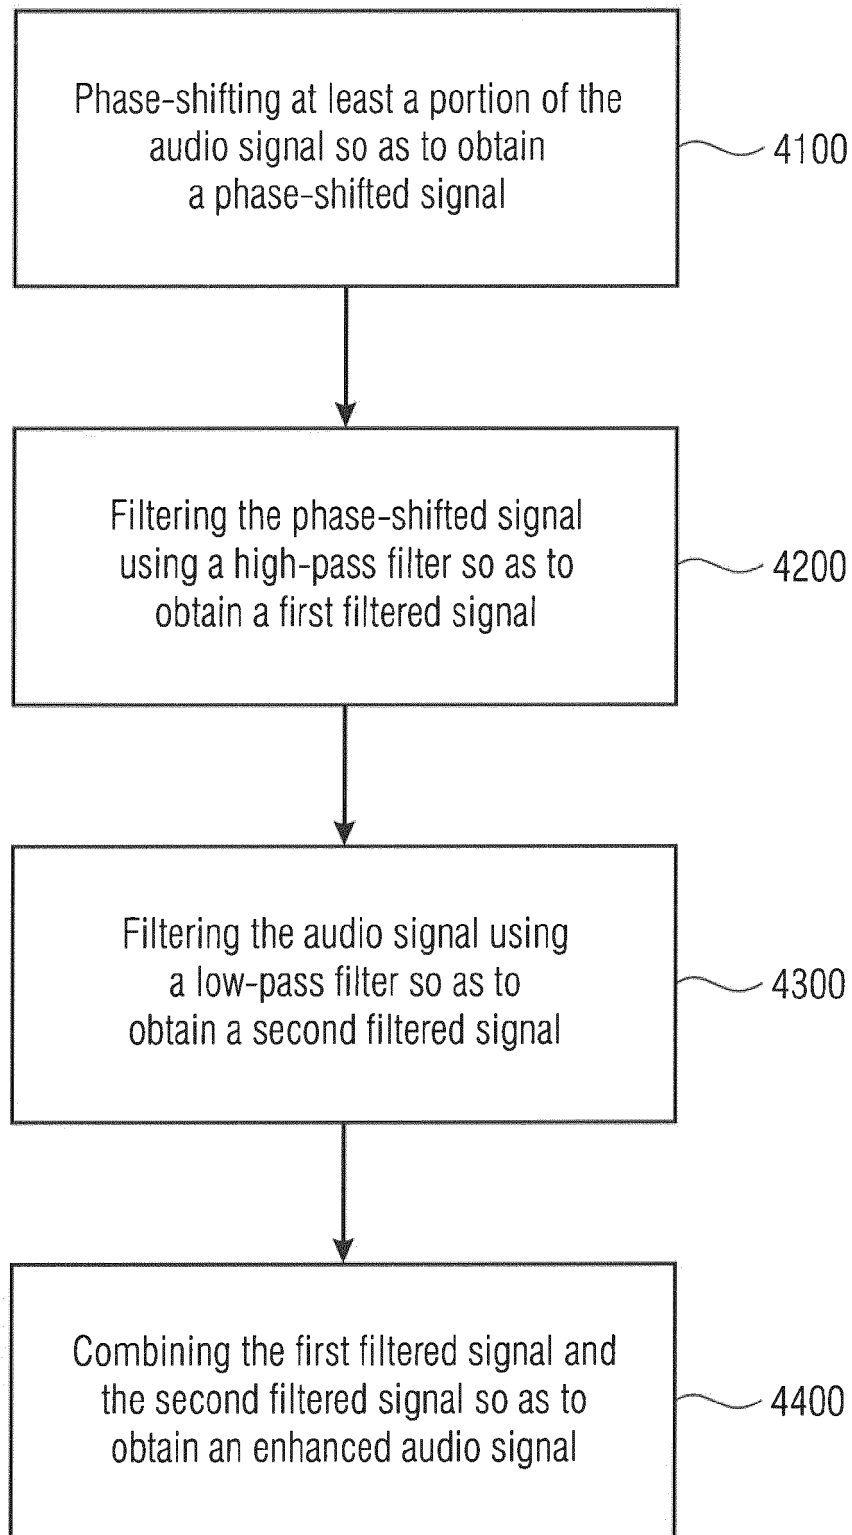 Phase-shifting at least a portion of the
audio signal so as to obtain
a phase-shifted signal
4100
Filtering the phase-shifted signal
using a high-pass filter so as to
obtain a first filtered signal
4200
Filtering the audio signal using
a low-pass filter so as to
obtain a second filtered signal
4300
Combining the first filtered signal and
the second filtered signal so as to
obtain an enhanced audio signal
4400